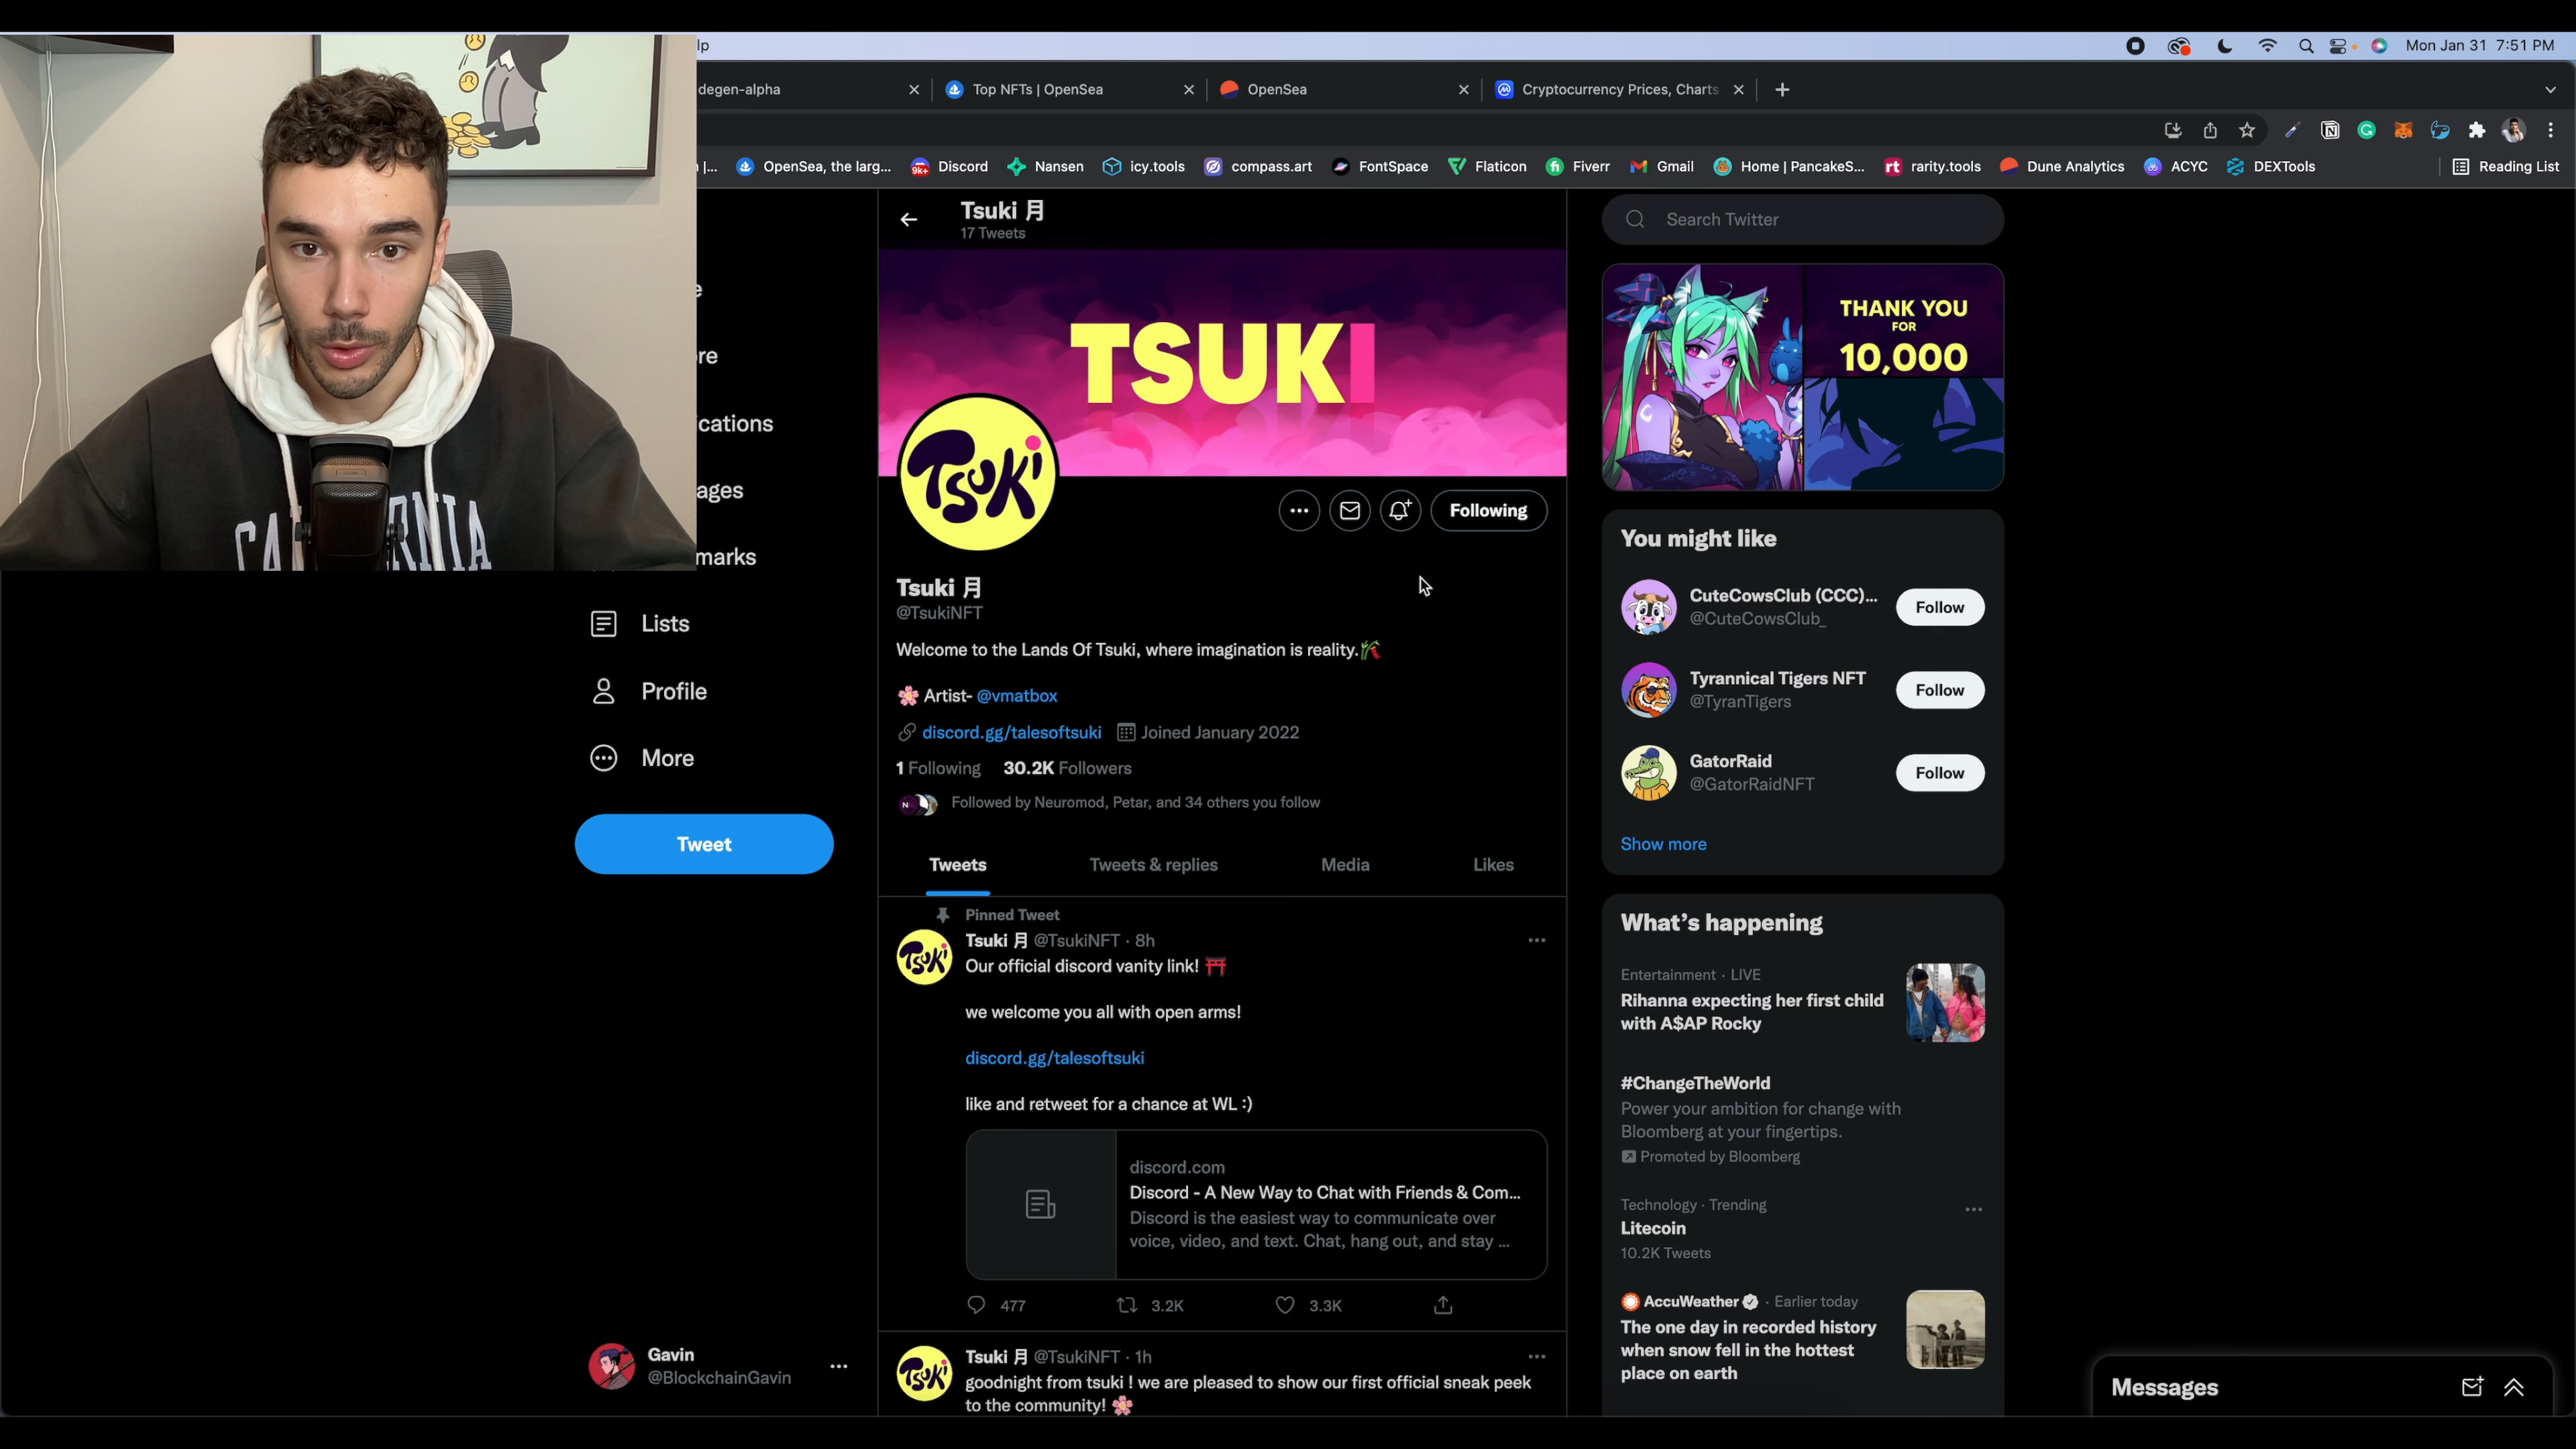 lp
Mon Jan 31 7:51 PM
degen-alpha
Top NFTs | OpenSea
OpenSea
Cryptocurrency Prices, Charts
|...
OpenSea, the larg...
9k+
Discord
Nansen
icy.tools
compass.art
FontSpace
Flaticon
Fiverr
Gmail
Home | PancakeS...
rt rarity.tools
Dune Analytics
ACYC
DEXTools
Reading List
CALIFORNIA
re
cations
ages
marks
Lists
Profile
More
Tweet
Gavin
@BlockchainGavin
Tsuki 月
17 Tweets
TSUKI
Tsuki
Following
Tsuki 月
@TsukiNFT
Welcome to the Lands Of Tsuki, where imagination is reality.🎋
🌸 Artist- @vmatbox
discord.gg/talesoftsuki Joined January 2022
1 Following 30.2K Followers
Followed by Neuromod, Petar, and 34 others you follow
Tweets
Tweets & replies
Media
Likes
Pinned Tweet
Tsuki
Tsuki 月 @TsukiNFT · 8h
Our official discord vanity link! ⛩
we welcome you all with open arms!
discord.gg/talesoftsuki
like and retweet for a chance at WL :)
discord.com
Discord - A New Way to Chat with Friends & Com...
Discord is the easiest way to communicate over
voice, video, and text. Chat, hang out, and stay ...
477
3.2K
3.3K
Tsuki
Tsuki 月 @TsukiNFT · 1h
goodnight from tsuki ! we are pleased to show our first official sneak peek
to the community! 🌸
Search Twitter
THANK YOU
FOR
10,000
You might like
CuteCowsClub (CCC)...
@CuteCowsClub_
Follow
Tyrannical Tigers NFT
@TyranTigers
Follow
GatorRaid
@GatorRaidNFT
Follow
Show more
What's happening
Entertainment · LIVE
Rihanna expecting her first child
with A$AP Rocky
#ChangeTheWorld
Power your ambition for change with
Bloomberg at your fingertips.
Promoted by Bloomberg
Technology · Trending
Litecoin
10.2K Tweets
AccuWeather · Earlier today
The one day in recorded history
when snow fell in the hottest
place on earth
Messages